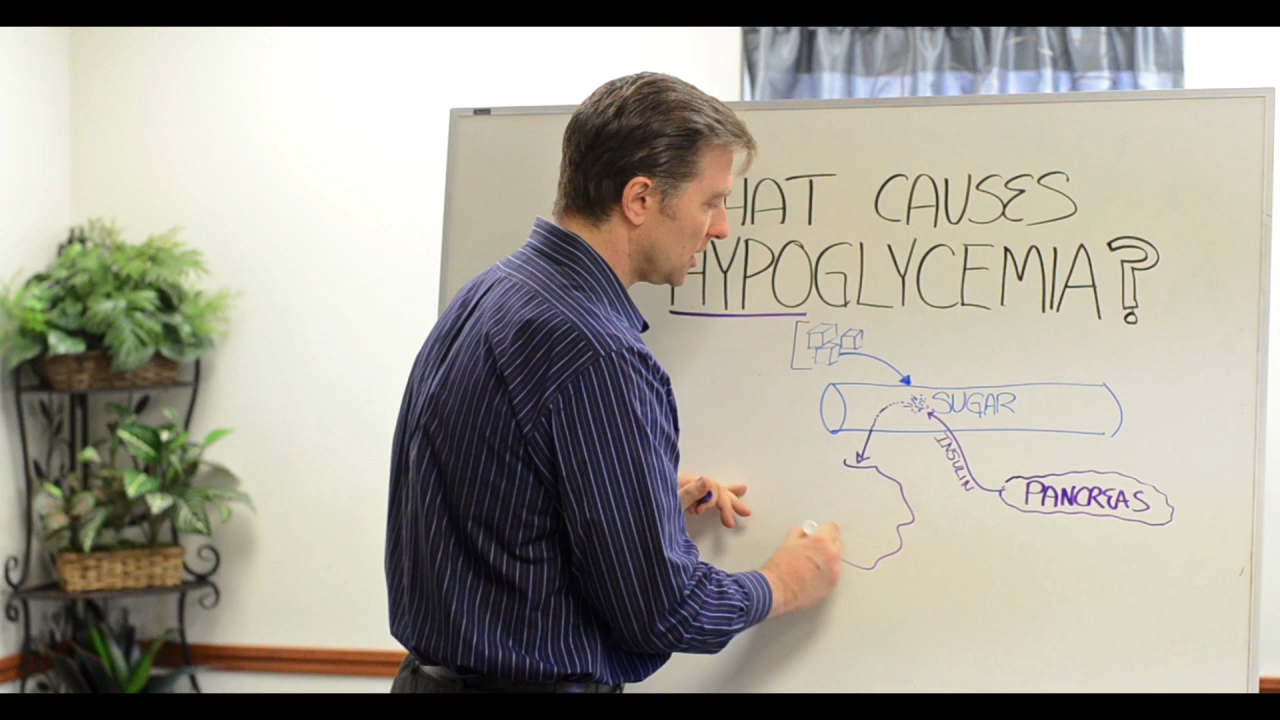 HAT CAUSES
HYPOGLYCEMIA?
SUGAR
INSULIN
PANCREAS